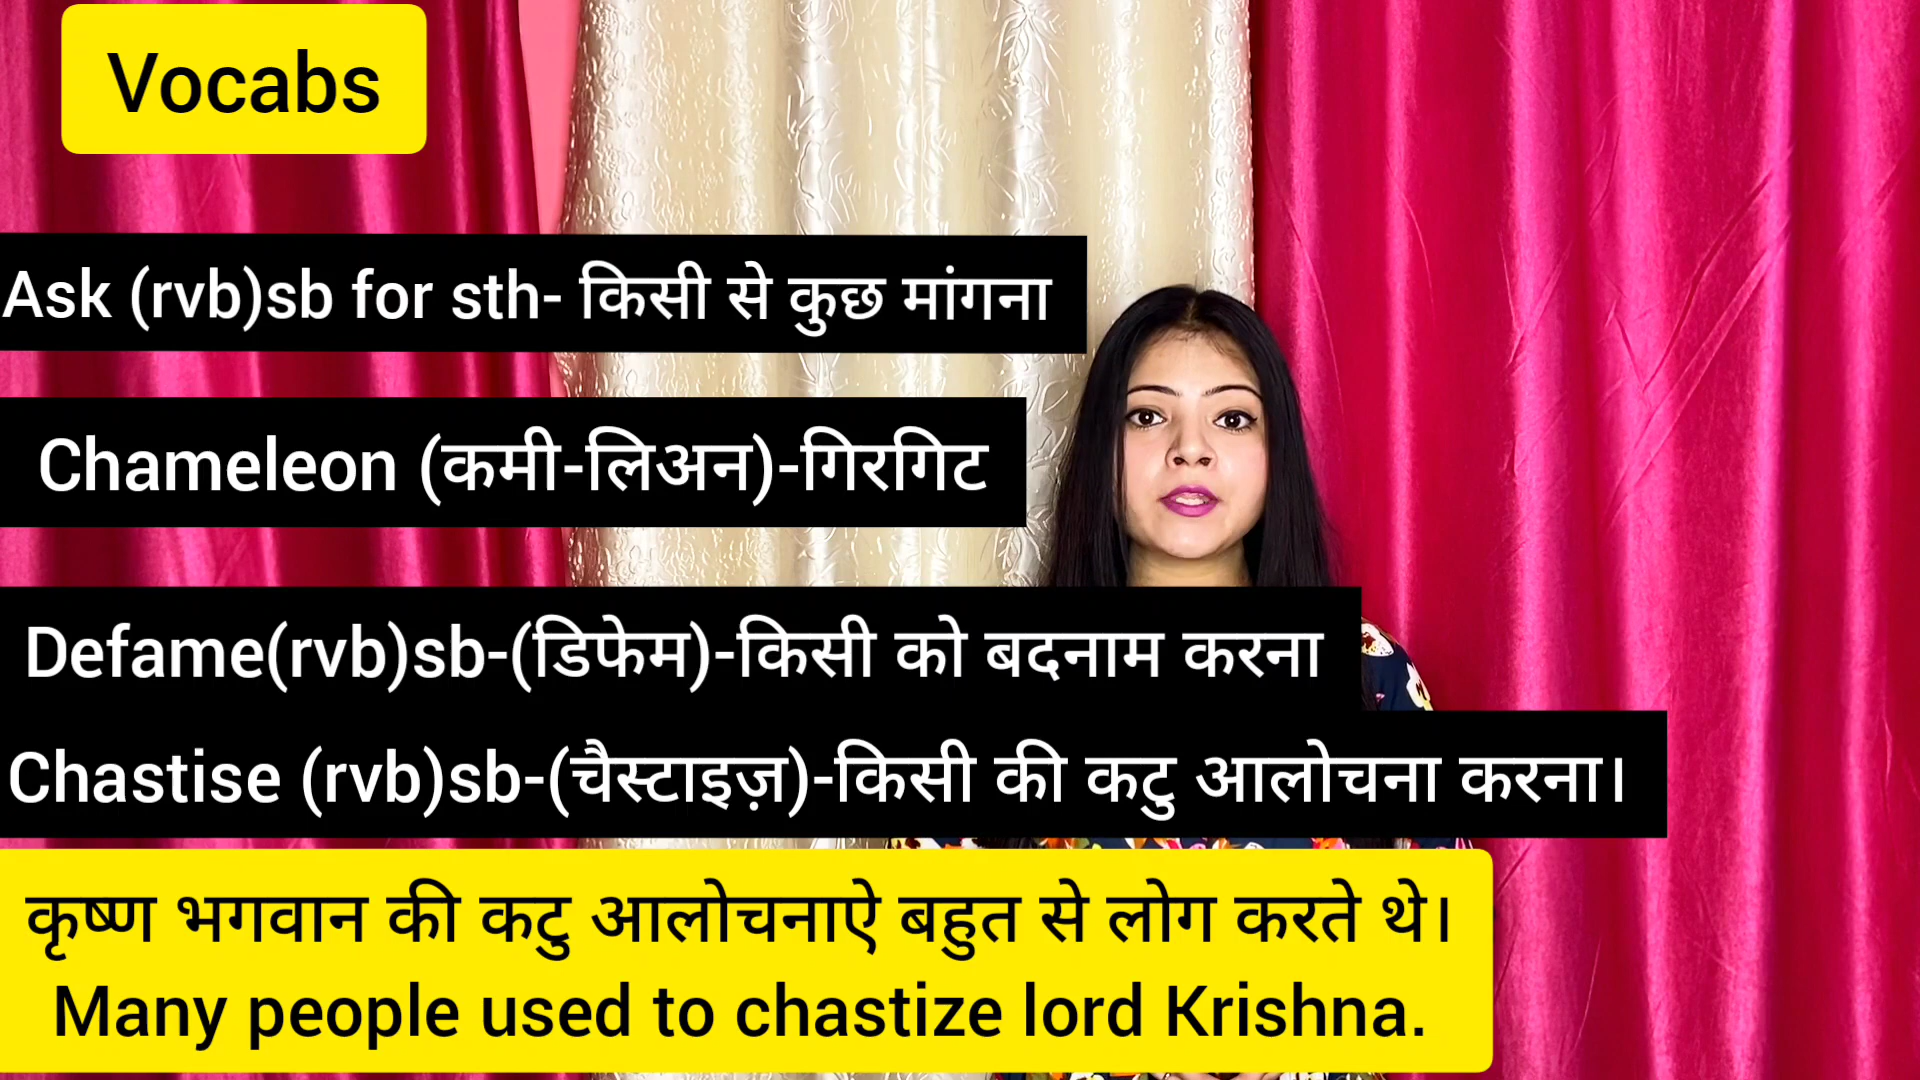 Vocabs
Ask (rvb)sb for sth- किसी से कुछ मांगना
Chameleon (कमी-लिअन)-गिरगिट
Defame(rvb)sb-(डिफेम)-किसी को बदनाम करना
Chastise (rvb)sb-(चैस्टाइज़)-किसी की कटु आलोचना करना।
कृष्ण भगवान की कटु आलोचनाऐ बहुत से लोग करते थे।
Many people used to chastize lord Krishna.